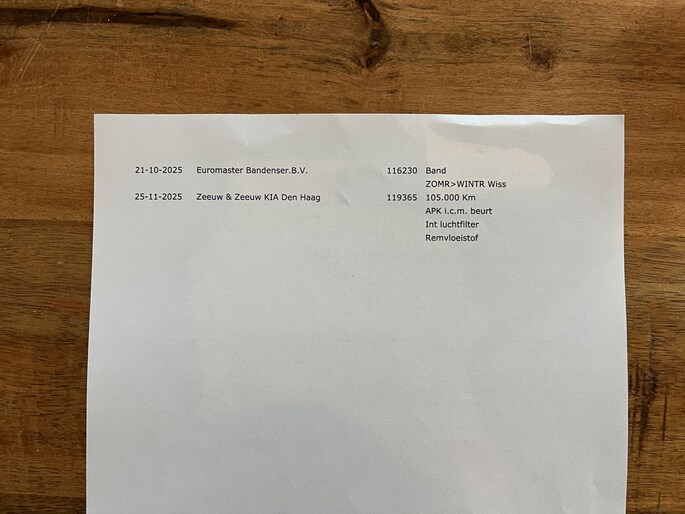 21-10-2025 Euromaster Bandenser.B.V. 116230 Band
ZOMR>WINTR Wiss
25-11-2025 Zeeuw & Zeeuw KIA Den Haag 119365 105.000 Km
APK i.c.m. beurt
Int luchtfilter
Remvloeistof